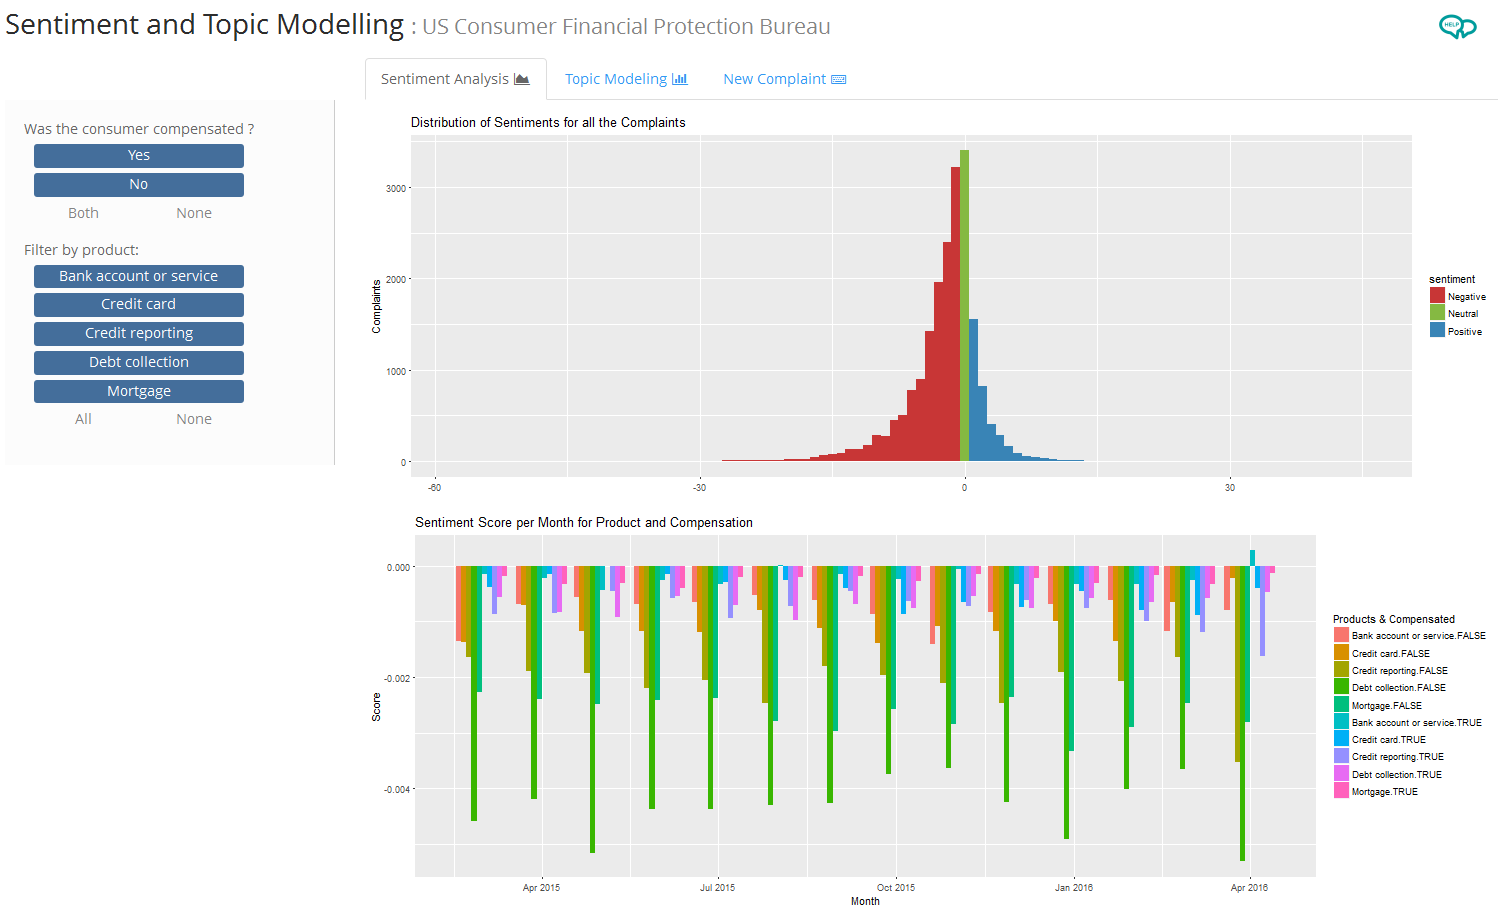 Sentiment and Topic Modelling : US Consumer Financial Protection Bureau
HELP
Sentiment Analysis
Topic Modeling
New Complaint
Was the consumer compensated ?
Yes
No
Both
None
Filter by product:
Bank account or service
Credit card
Credit reporting
Debt collection
Mortgage
All
None
Distribution of Sentiments for all the Complaints
Complaints
3000
2000
1000
0
-60
-30
0
30
sentiment
Negative
Neutral
Positive
Sentiment Score per Month for Product and Compensation
Score
0.000
-0.002
-0.004
Apr 2015
Jul 2015
Oct 2015
Jan 2016
Apr 2016
Month
Products & Compensated
Bank account or service.FALSE
Credit card.FALSE
Credit reporting.FALSE
Debt collection.FALSE
Mortgage.FALSE
Bank account or service.TRUE
Credit card.TRUE
Credit reporting.TRUE
Debt collection.TRUE
Mortgage.TRUE